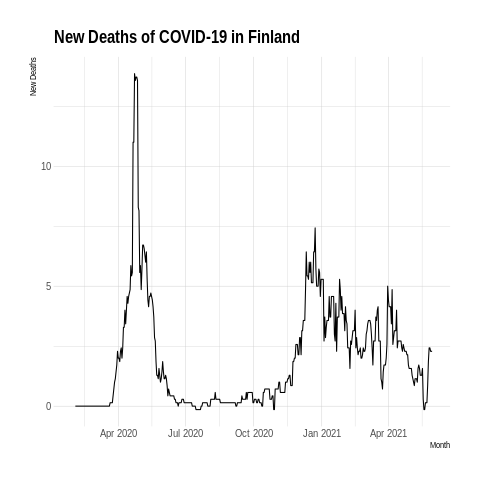 New Deaths of COVID-19 in Finland
New Deaths
10
5
0
Apr 2020 Jul 2020 Oct 2020 Jan 2021 Apr 2021
Month